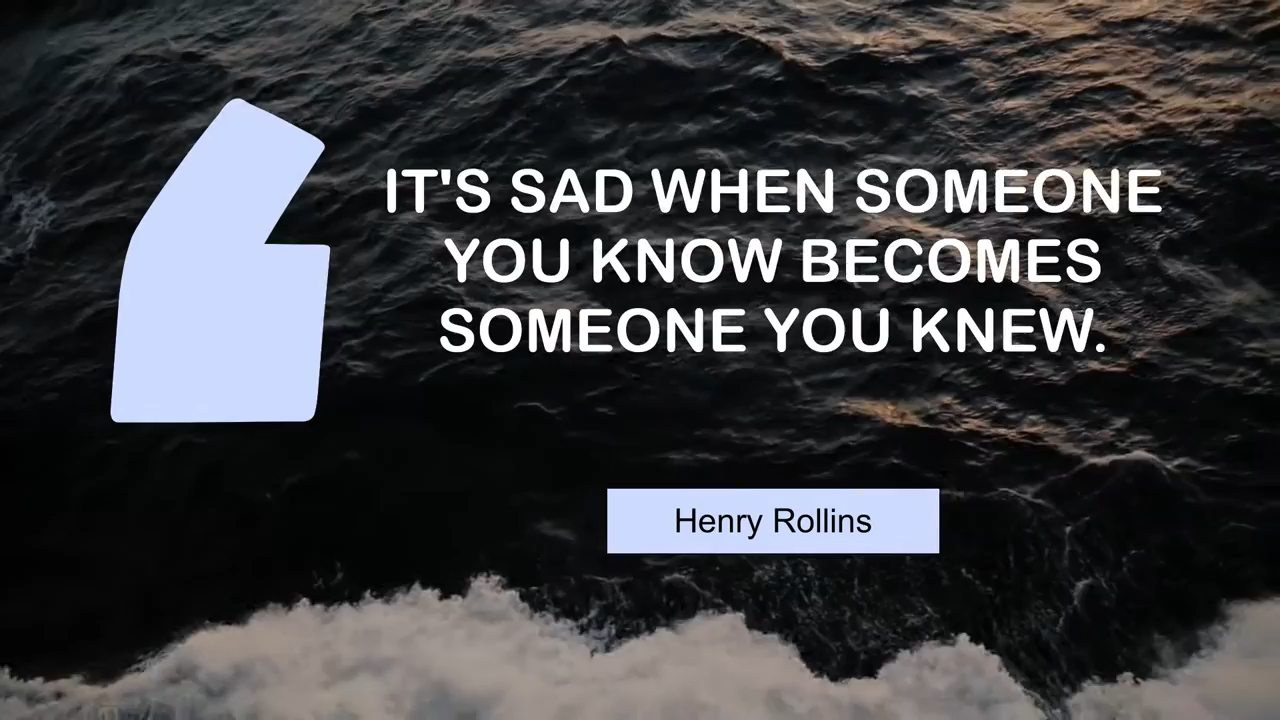 IT'S SAD WHEN SOMEONE
YOU KNOW BECOMES
SOMEONE YOU KNEW.
Henry Rollins